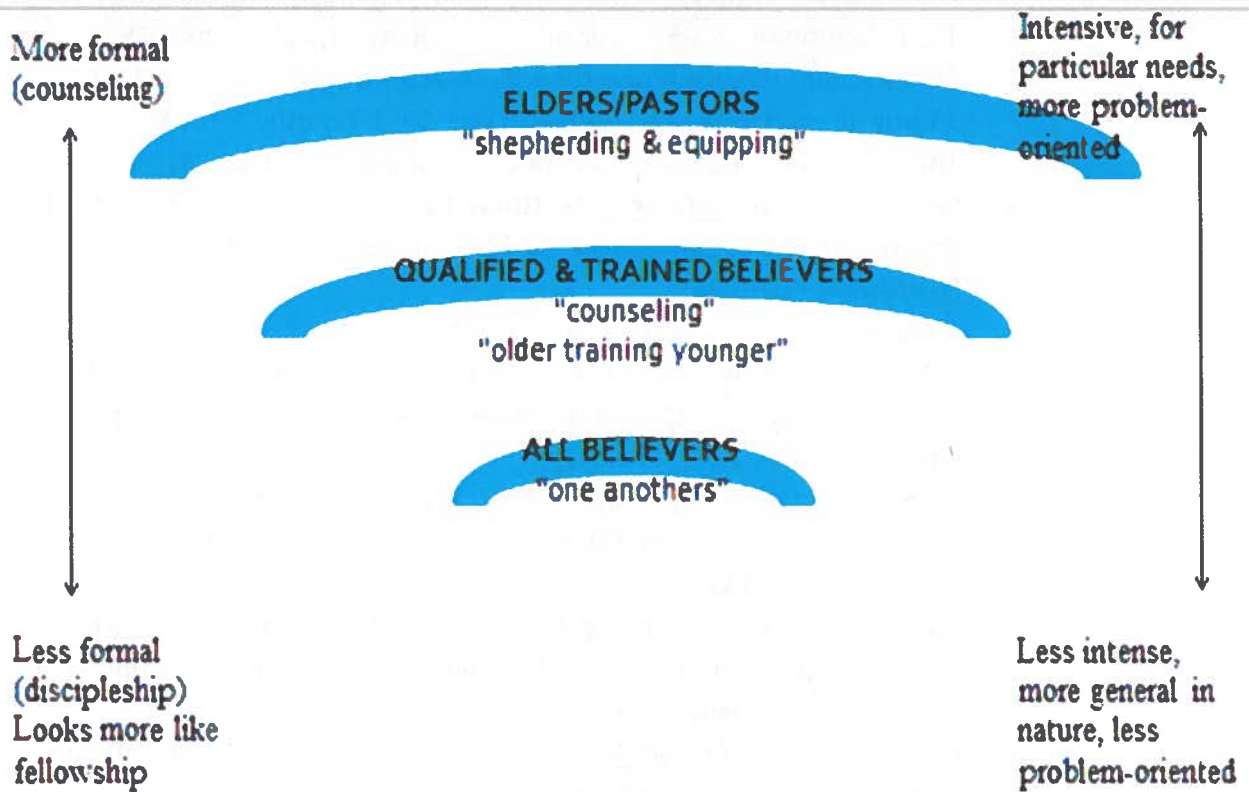 More formal
(counseling)
Intensive, for
particular needs,
more problem-
oriented
ELDERS/PASTORS
"shepherding & equipping"
QUALIFIED & TRAINED BELIEVERS
"counseling"
"older training younger"
ALL BELIEVERS
"one anothers"
Less formal
(discipleship)
Looks more like
fellowship
Less intense,
more general in
nature, less
problem-oriented